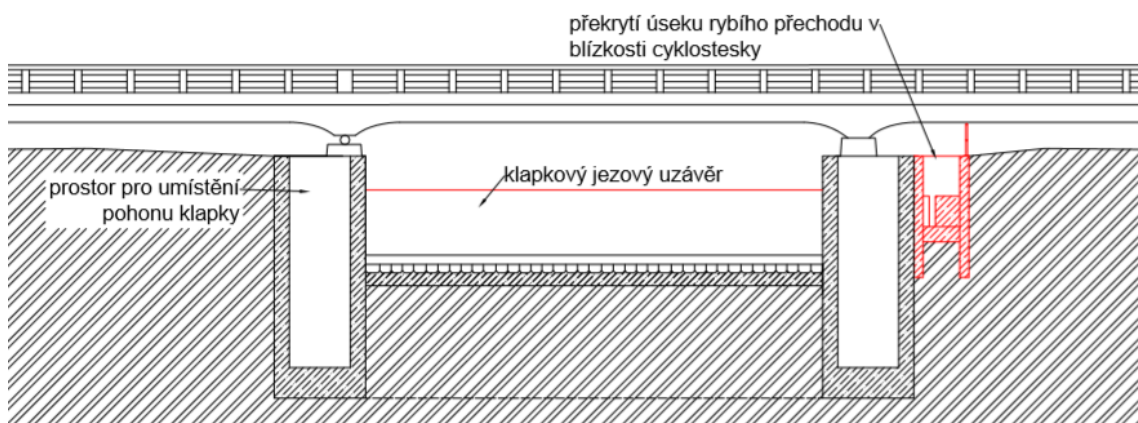 překrytí úseku rybího přechodu v
blízkosti cyklostesky
prostor pro umístění
pohonu klapky
klapkový jezový uzávěr